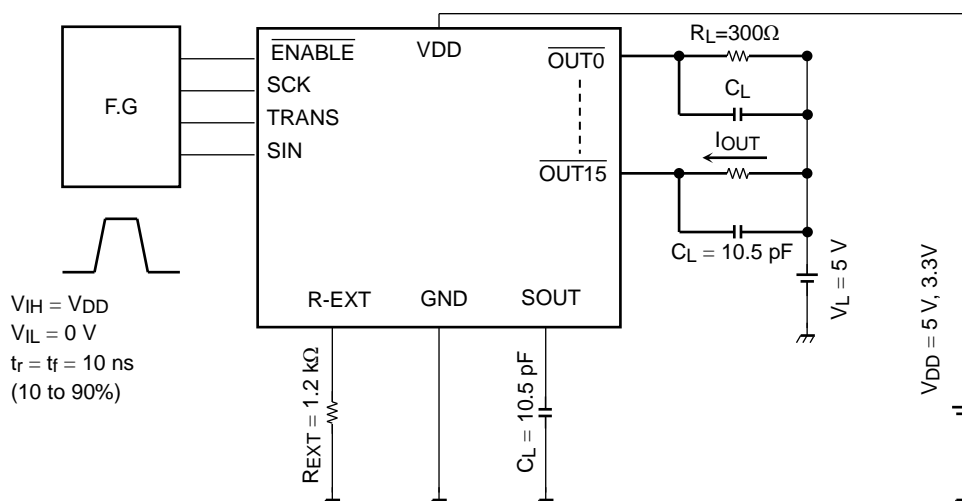 F.G
ENABLE
SCK
TRANS
SIN
VDD
OUT0
OUT15
R-EXT
GND
SOUT
RL=300Ω
CL
IOUT
CL = 10.5 pF
VL = 5 V
VDD = 5 V, 3.3V
VIH = VDD
VIL = 0 V
tr = tf = 10 ns
(10 to 90%)
REXT = 1.2 kΩ
CL = 10.5 pF